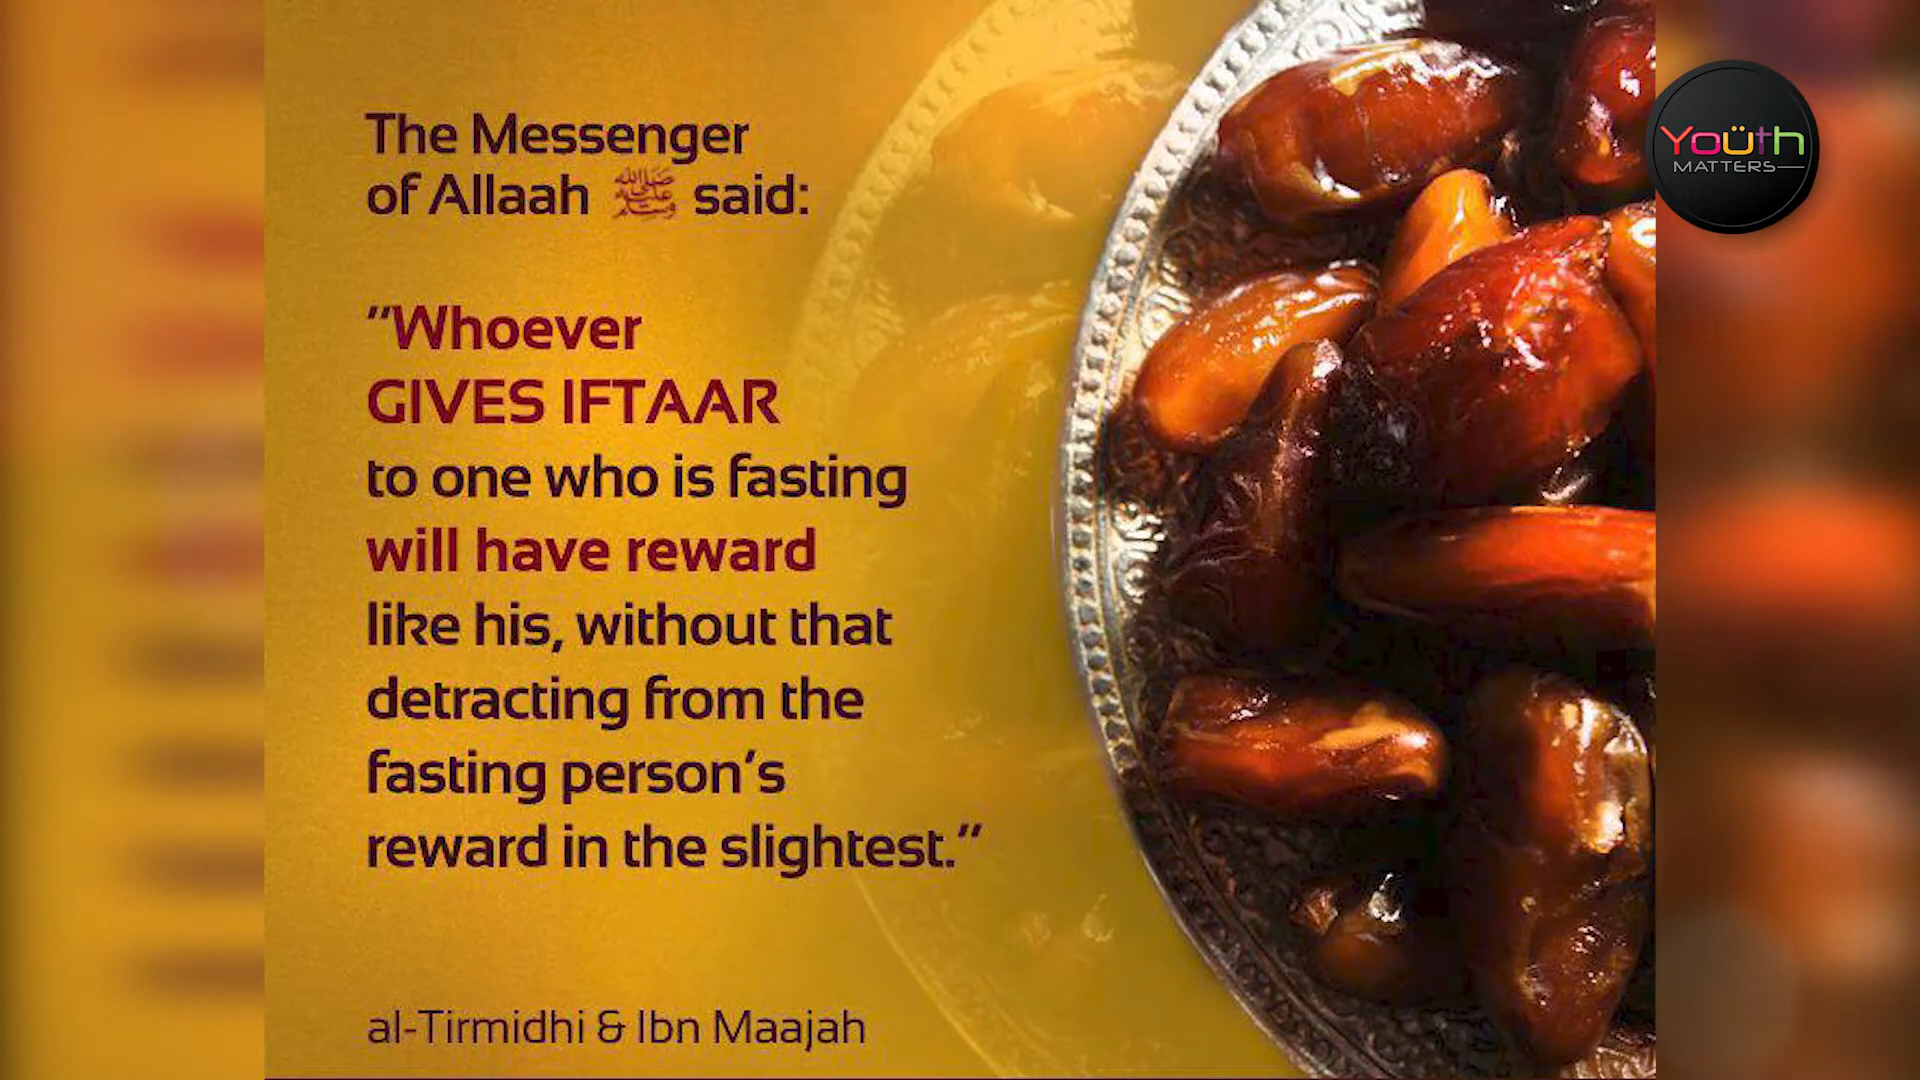 The Messenger
of Allaah ﷺ said:
"Whoever
GIVES IFTAAR
to one who is fasting
will have reward
like his, without that
detracting from the
fasting person's
reward in the slightest."
al-Tirmidhi & Ibn Maajah
Yoüth
MATTERS